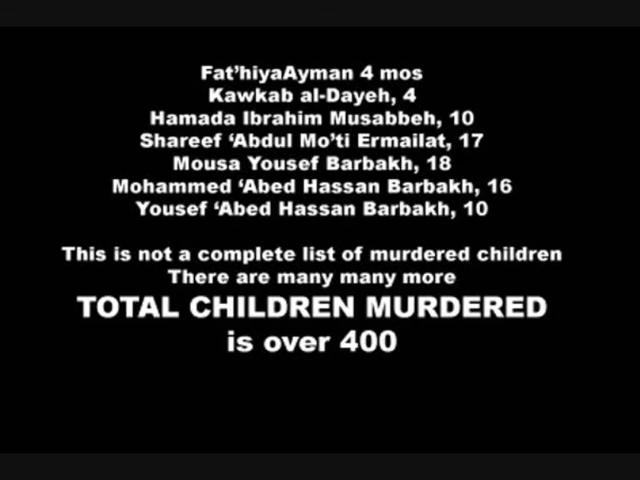 Fat’hiyaAyman 4 mos
Kawkab al-Dayeh, 4
Hamada Ibrahim Musabbeh, 10
Shareef ‘Abdul Mo’ti Ermailat, 17
Mousa Yousef Barbakh, 18
Mohammed ‘Abed Hassan Barbakh, 16
Yousef ‘Abed Hassan Barbakh, 10
This is not a complete list of murdered children
There are many many more
TOTAL CHILDREN MURDERED
is over 400